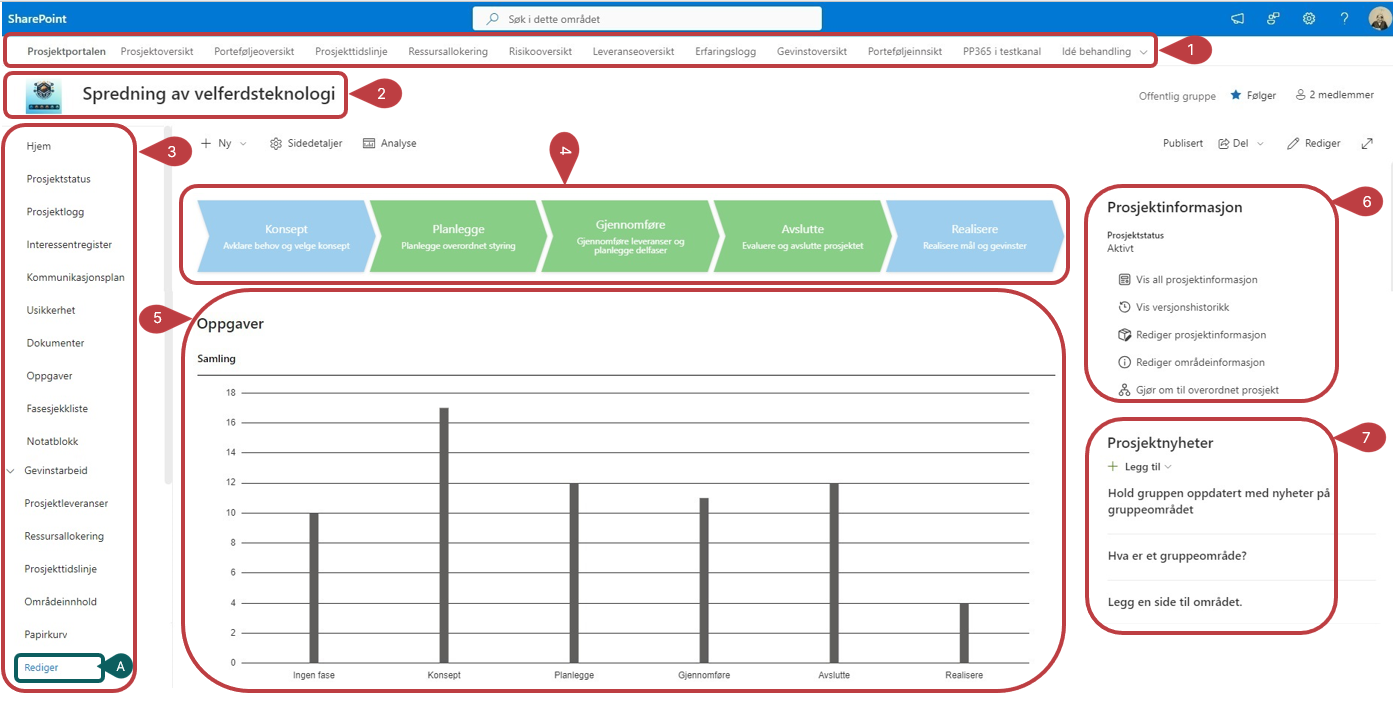 SharePoint
Søk i dette området
?
Prosjektportalen Prosjektoversikt Porteføljeoversikt Prosjekttidslinje Ressursallokering Risikooversikt Leveranseoversikt Erfaringslogg Gevinstoversikt Porteføljeinnsikt PP365 i testkanal Idé behandling
1
Spredning av velferdsteknologi
2
Offentlig gruppe Følger 2 medlemmer
3
Hjem
Prosjektstatus
Prosjektlogg
Interessentregister
Kommunikasjonsplan
Usikkerhet
Dokumenter
Oppgaver
Fasesjekkliste
Notatblokk
Gevinstarbeid
Prosjektleveranser
Ressursallokering
Prosjekttidslinje
Områdeinnhold
Papirkurv
Rediger
A
+ Ny Sidedetaljer Analyse
Publisert Del Rediger
4
Konsept
Avklare behov og velge konsept
Planlegge
Planlegge overordnet styring
Gjennomføre
Gjennomføre leveranser og
planlegge delfaser
Avslutte
Evaluere og avslutte prosjektet
Realisere
Realisere mål og gevinster
5
Oppgaver
Samling
18
16
14
12
10
8
6
4
2
0
Ingen fase Konsept Planlegge Gjennomføre Avslutte Realisere
6
Prosjektinformasjon
Prosjektstatus
Aktivt
Vis all prosjektinformasjon
Vis versjonshistorikk
Rediger prosjektinformasjon
Rediger områdeinformasjon
Gjør om til overordnet prosjekt
7
Prosjektnyheter
+ Legg til
Hold gruppen oppdatert med nyheter på
gruppeområdet
Hva er et gruppeområde?
Legg en side til området.